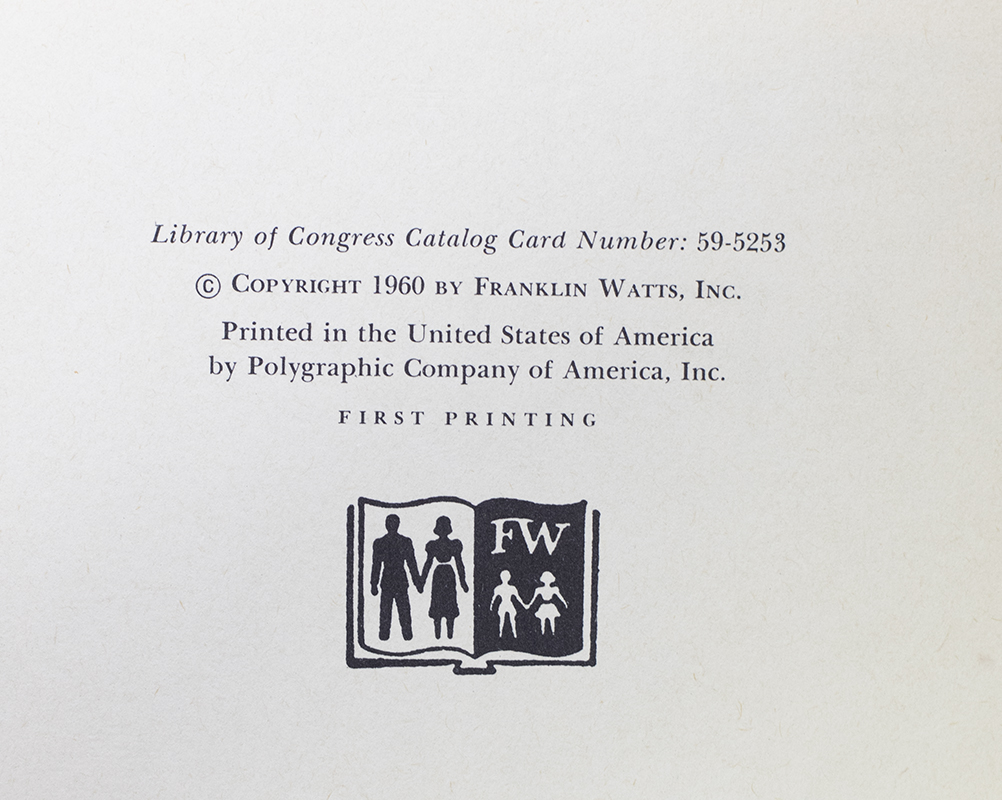 Library of Congress Catalog Card Number: 59-5253
© COPYRIGHT 1960 BY FRANKLIN WATTS, INC.
Printed in the United States of America
by Polygraphic Company of America, Inc.
FIRST PRINTING
FW